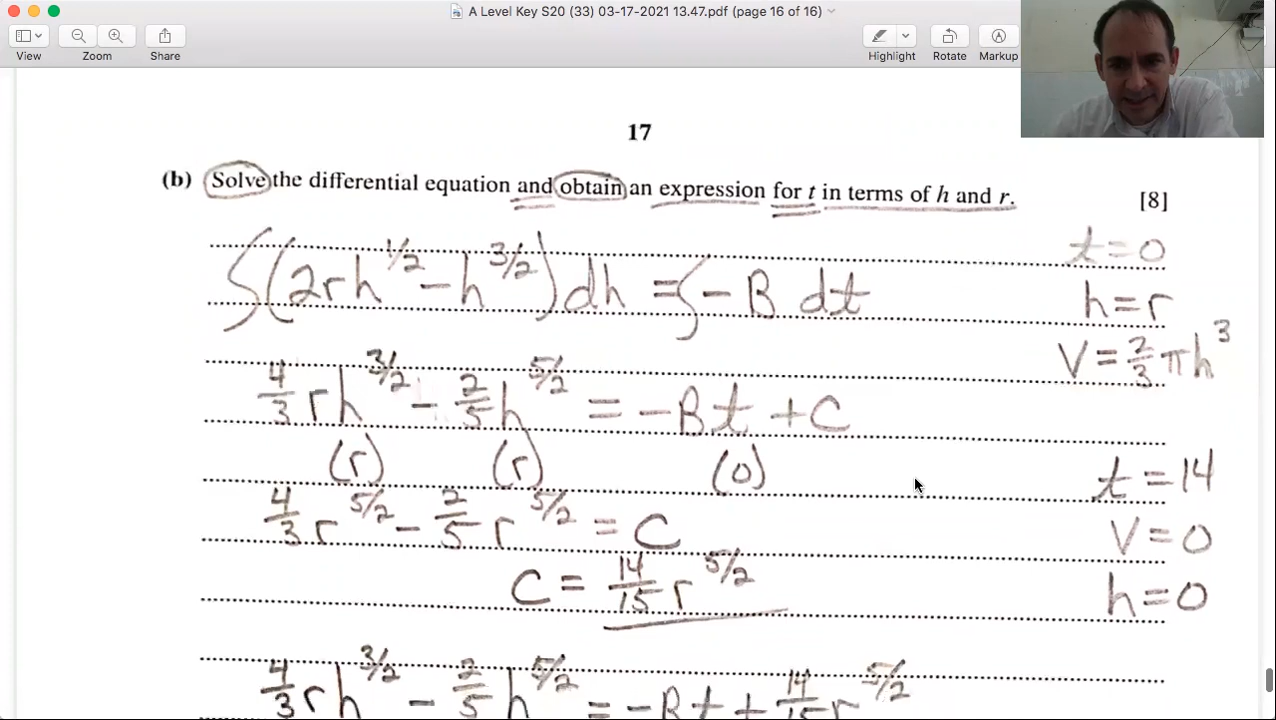 A Level Key S20 (33) 03-17-2021 13.47.pdf (page 16 of 16)
View Zoom Share Highlight Rotate Markup
17
(b) Solve the differential equation and obtain an expression for t in terms of h and r. [8]
t = 0
∫(2rh^1/2 − h^3/2)dh = ∫−B dt
h = r
V = 2/3 πh^3
4/3 rh^3/2 − 2/5 h^5/2 = −Bt + C
(r) (r) (0)
t = 14
4/3 r^5/2 − 2/5 r^5/2 = C
V = 0
C = 14/15 r^5/2
h = 0
4/3 rh^3/2 − 2/5 h^5/2 = −Bt + 14/15 r^5/2